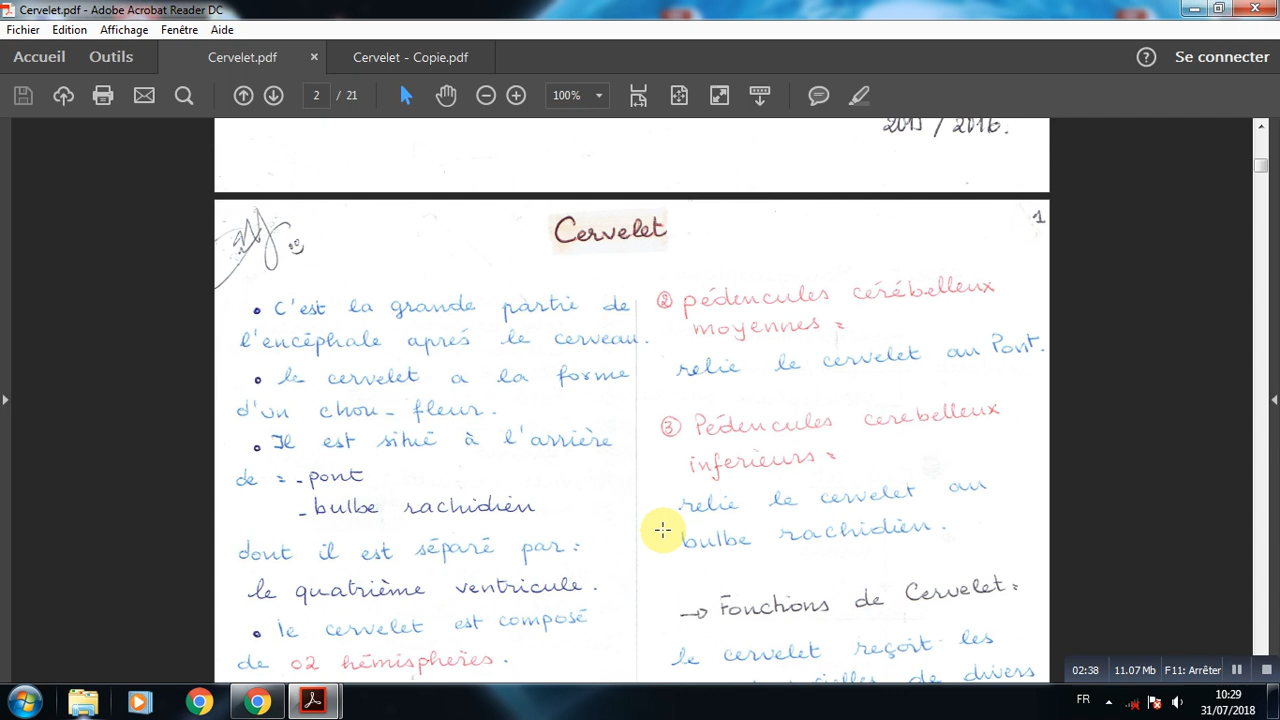 Cervelet.pdf - Adobe Acrobat Reader DC
Fichier Edition Affichage Fenêtre Aide
Accueil Outils Cervelet.pdf × Cervelet - Copie.pdf Se connecter
2 / 21 100%
2015 / 2016.
1
Cervelet
• C'est la grande partie de
l'encéphale aprés le cerveau.
• le cervelet a la forme
d'un chou-fleur.
• Il est situé à l'arrière
de = - pont
- bulbe rachidien
dont il est séparé par :
le quatrième ventricule.
• le cervelet est composé
de 02 hémisphères.
② pédencules cérébelleux
moyennes =
relie le cervelet au Pont.
③ Pédencules cerebelleux
inferieurs =
relie le cervelet au
bulbe rachidien.
→ Fonctions de Cervelet =
le cervelet reçoit les
de divers
02:38 11.07 Mb F11: Arrêter
FR 10:29
31/07/2018